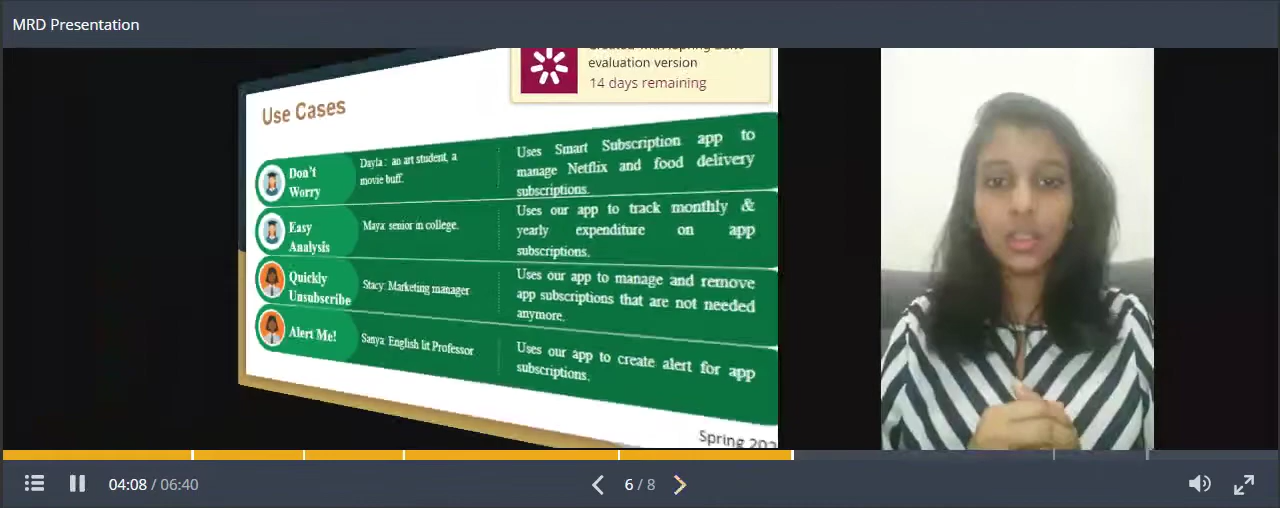 MRD Presentation
evaluation version
14 days remaining
Use Cases
Don't
Worry
Dayla : an art student, a
movie buff.
Uses Smart Subscription app to
manage Netflix and food delivery
subscriptions.
Easy
Analysis
Maya: senior in college.
Uses our app to track monthly &
yearly expenditure on app
subscriptions.
Quickly
Unsubscribe
Stacy: Marketing manager
Uses our app to manage and remove
app subscriptions that are not needed
anymore.
Alert Me!
Sanya: English lit Professor
Uses our app to create alert for app
subscriptions.
Spring
04:08 / 06:40
6 / 8